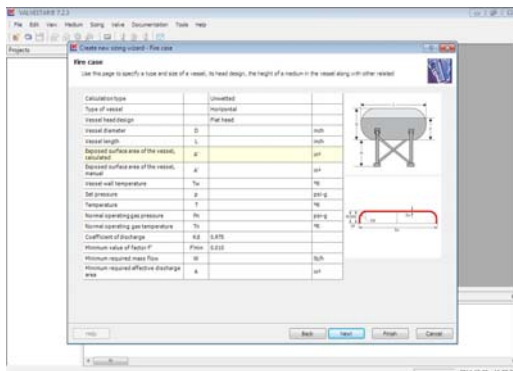 VALVESTAR® 7.2.3
File Edit View Medium Sizing Valve Documentation Tools Help
Projects
Create new sizing wizard - Fire case
Fire case
Use this page to specify a type and size of a vessel, its head design, the height of a medium in the vessel along with other related
Calculation type Unwetted
Type of vessel Horizontal
Vessel head design Flat head
Vessel diameter D inch
Vessel length L inch
Exposed surface area of the vessel, calculated A' in²
Exposed surface area of the vessel, manual A' in²
Vessel wall temperature Tw °R
Set pressure p psi-g
Temperature T °R
Normal operating gas pressure Pn psi-g
Normal operating gas temperature Tn °R
Coefficient of discharge Kd 0.975
Minimum value of factor F' F'min 0.010
Minimum required mass flow W lb/h
Minimum required effective discharge area A in²
Help Back Next Finish Cancel